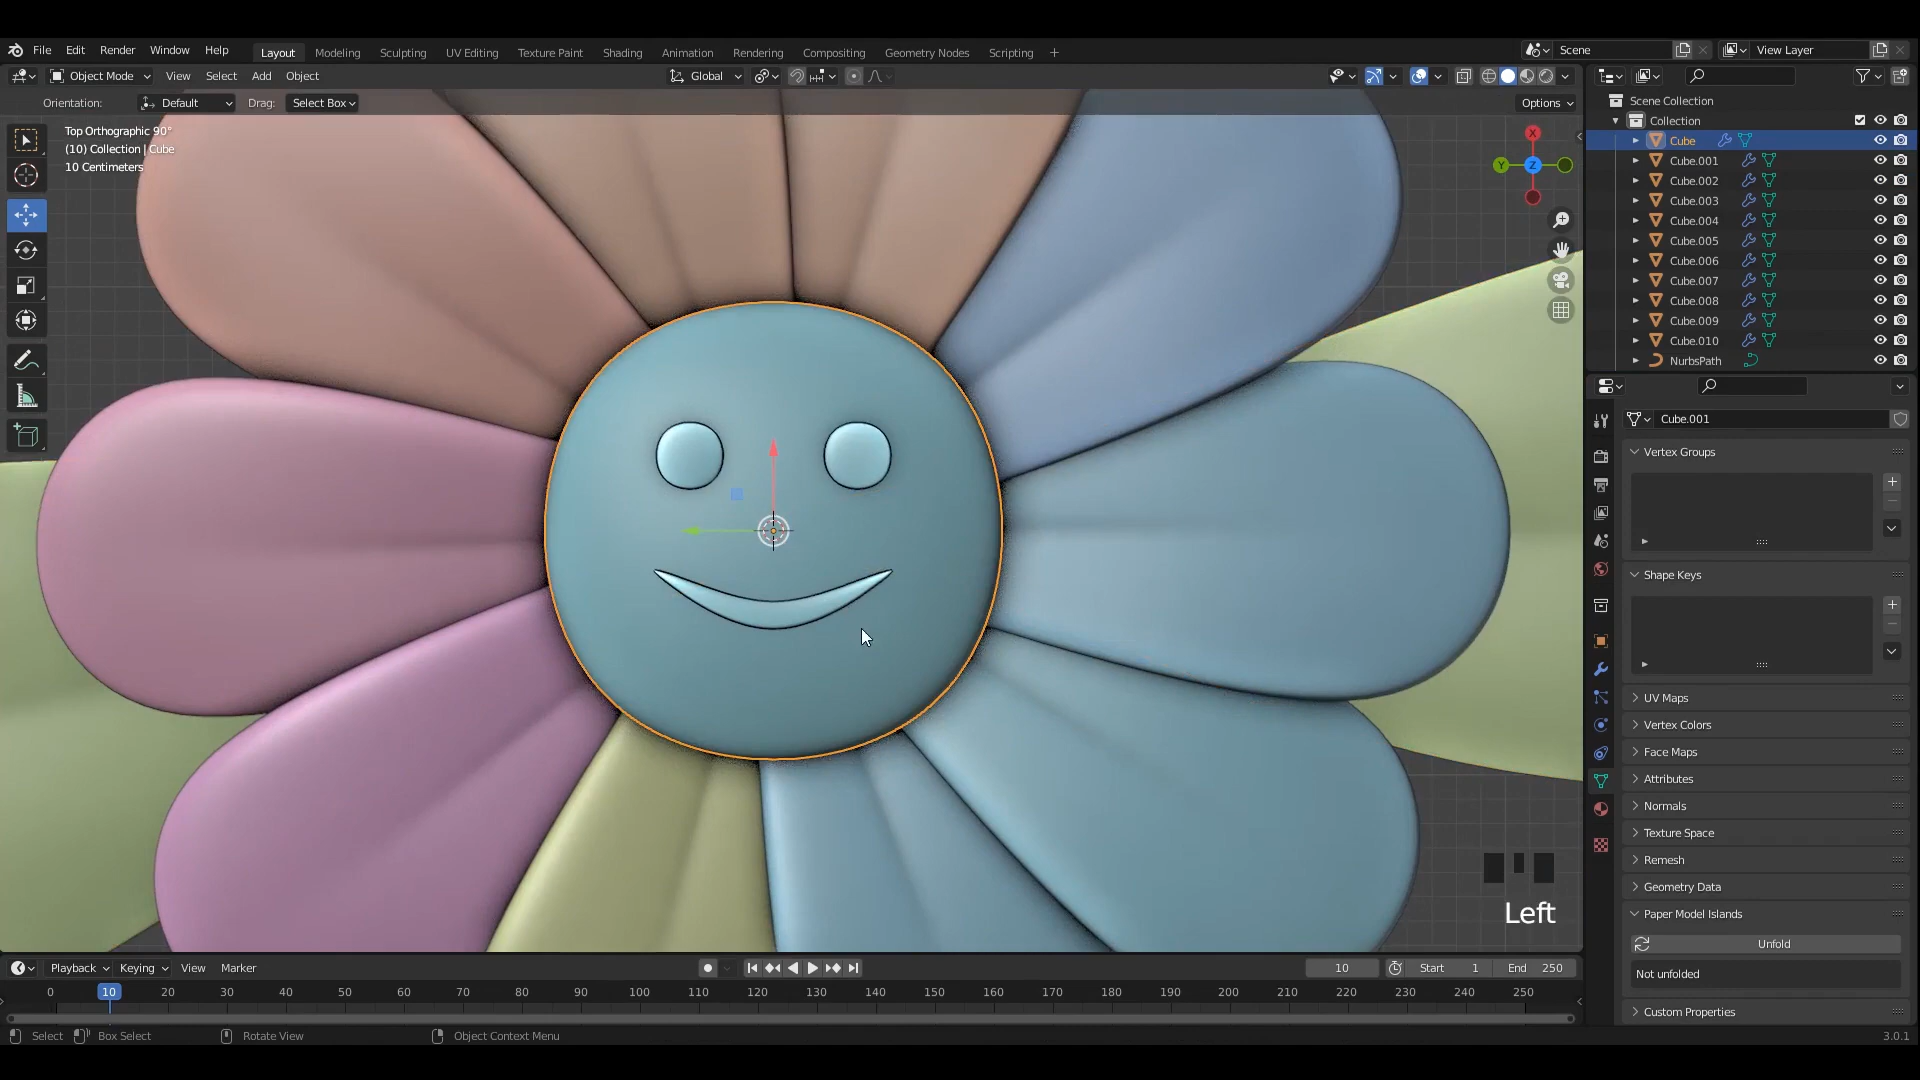 File Edit Render Window Help Layout Modeling Sculpting UV Editing Texture Paint Shading Animation Rendering Compositing Geometry Nodes Scripting + Scene View Layer
Object Mode View Select Add Object Global
Orientation: Default Drag: Select Box Options
Top Orthographic 90°
(10) Collection | Cube
10 Centimeters
X
Y
Z
Scene Collection
Collection
Cube
Cube.001
Cube.002
Cube.003
Cube.004
Cube.005
Cube.006
Cube.007
Cube.008
Cube.009
Cube.010
NurbsPath
Cube.001
Vertex Groups
Shape Keys
UV Maps
Vertex Colors
Face Maps
Attributes
Normals
Texture Space
Remesh
Geometry Data
Paper Model Islands
Unfold
Not unfolded
Custom Properties
Left
Playback Keying View Marker 10 Start 1 End 250
0 10 20 30 40 50 60 70 80 90 100 110 120 130 140 150 160 170 180 190 200 210 220 230 240 250
Select Box Select Rotate View Object Context Menu 3.0.1